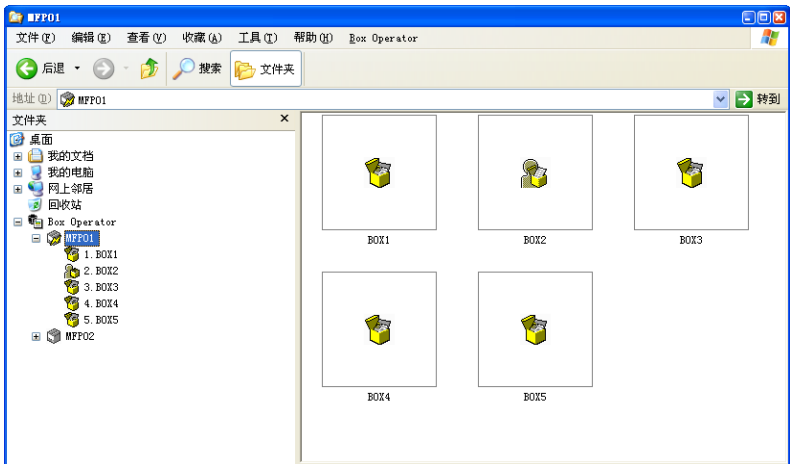 MFP01
文件(F) 编辑(E) 查看(V) 收藏(A) 工具(T) 帮助(H) Box Operator
后退 搜索 文件夹
地址(D) MFP01 转到
文件夹
桌面
我的文档
我的电脑
网上邻居
回收站
Box Operator
MFP01
1. BOX1
2. BOX2
3. BOX3
4. BOX4
5. BOX5
MFP02
BOX1 BOX2 BOX3
BOX4 BOX5